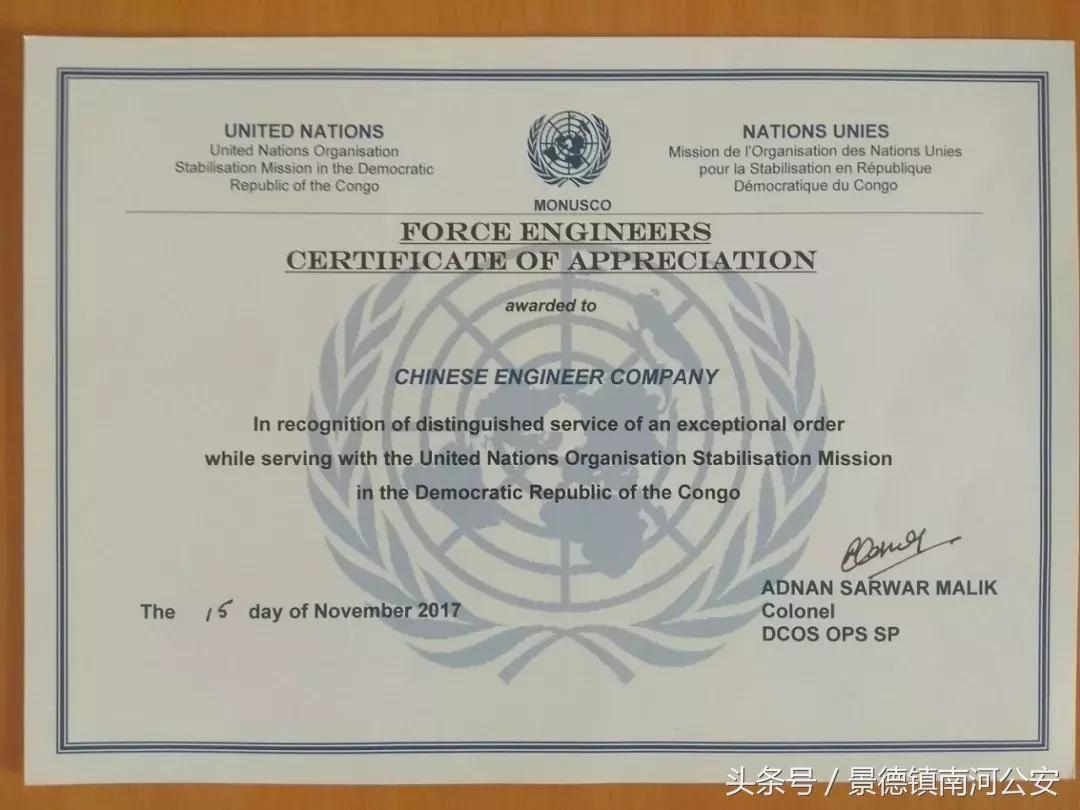 UNITED NATIONS
United Nations Organisation
Stabilisation Mission in the Democratic
Republic of the Congo
NATIONS UNIES
Mission de l'Organisation des Nations Unies
pour la Stabilisation en République
Démocratique du Congo
MONUSCO
FORCE ENGINEERS
CERTIFICATE OF APPRECIATION
awarded to
CHINESE ENGINEER COMPANY
In recognition of distinguished service of an exceptional order
while serving with the United Nations Organisation Stabilisation Mission
in the Democratic Republic of the Congo
The 15 day of November 2017
ADNAN SARWAR MALIK
Colonel
DCOS OPS SP
头条号 / 景德镇南河公安